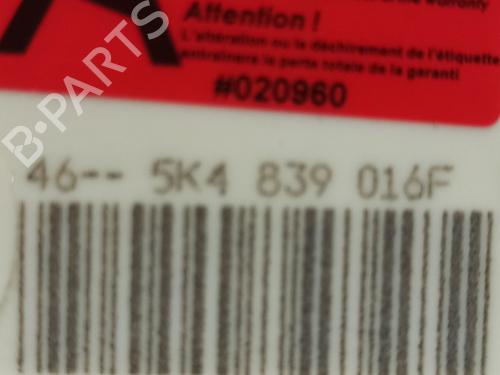 warranty
Attention !
L'altération ou le déchirement de l'étiquette
entraînera la perte totale de la garanti
#020960
B-PARTS
46-- 5K4 839 016F